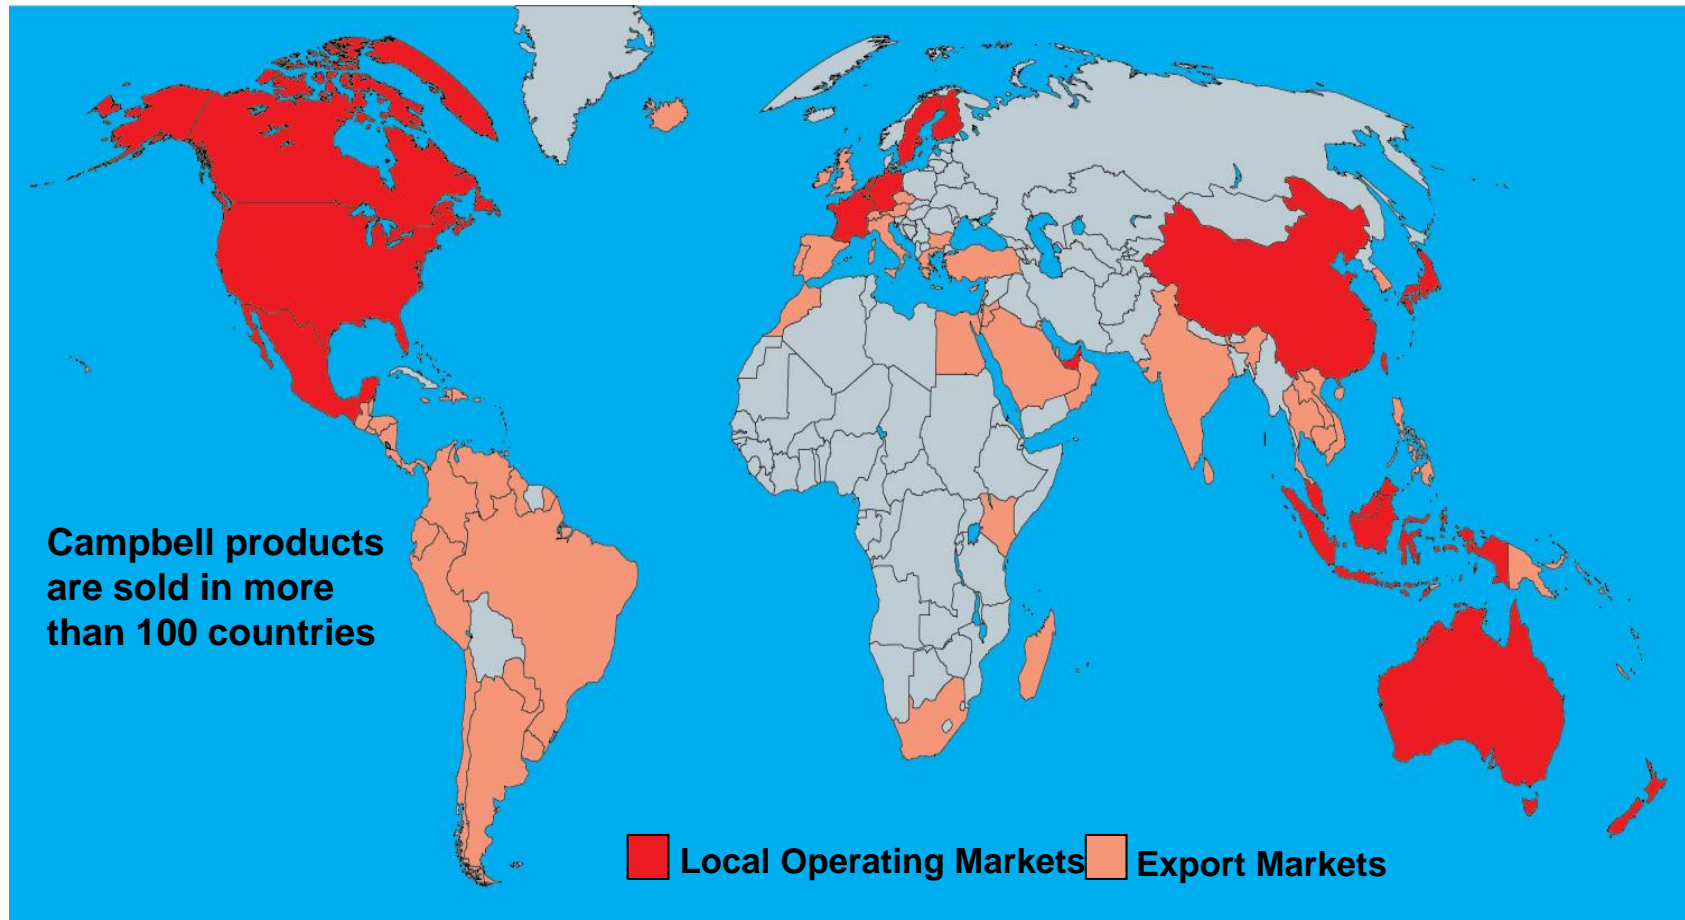 Campbell products
are sold in more
than 100 countries
Local Operating Markets
Export Markets